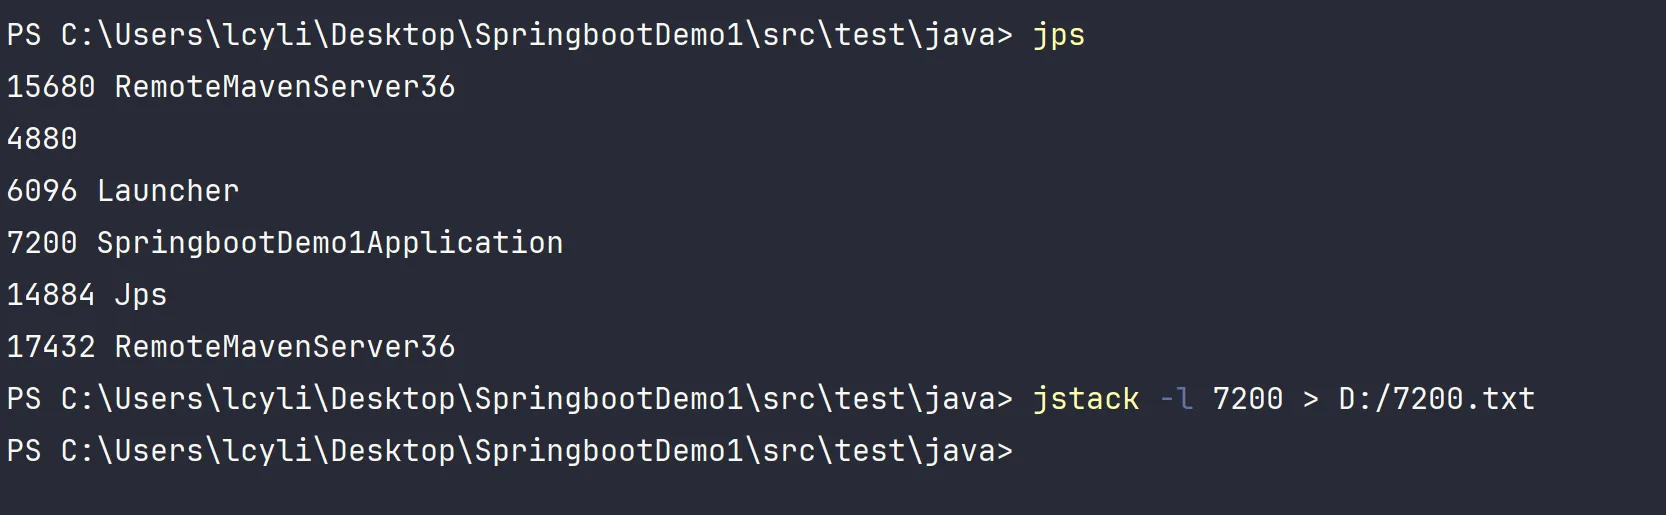 PS C:\Users\lcyli\Desktop\SpringbootDemo1\src\test\java> jps
15680 RemoteMavenServer36
4880
6096 Launcher
7200 SpringbootDemo1Application
14884 Jps
17432 RemoteMavenServer36
PS C:\Users\lcyli\Desktop\SpringbootDemo1\src\test\java> jstack -l 7200 > D:/7200.txt
PS C:\Users\lcyli\Desktop\SpringbootDemo1\src\test\java>